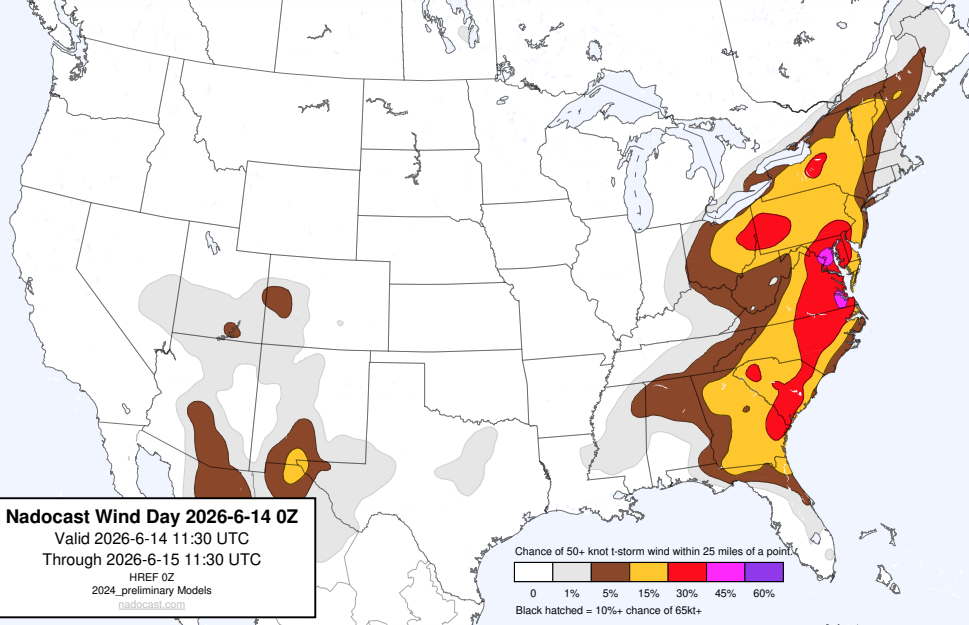 Nadocast Wind Day 2026-6-14 0Z
Valid 2026-6-14 11:30 UTC
Through 2026-6-15 11:30 UTC
HREF 0Z
2024_preliminary Models
nadocast.com
Chance of 50+ knot t-storm wind within 25 miles of a point.
0 1% 5% 15% 30% 45% 60%
Black hatched = 10%+ chance of 65kt+